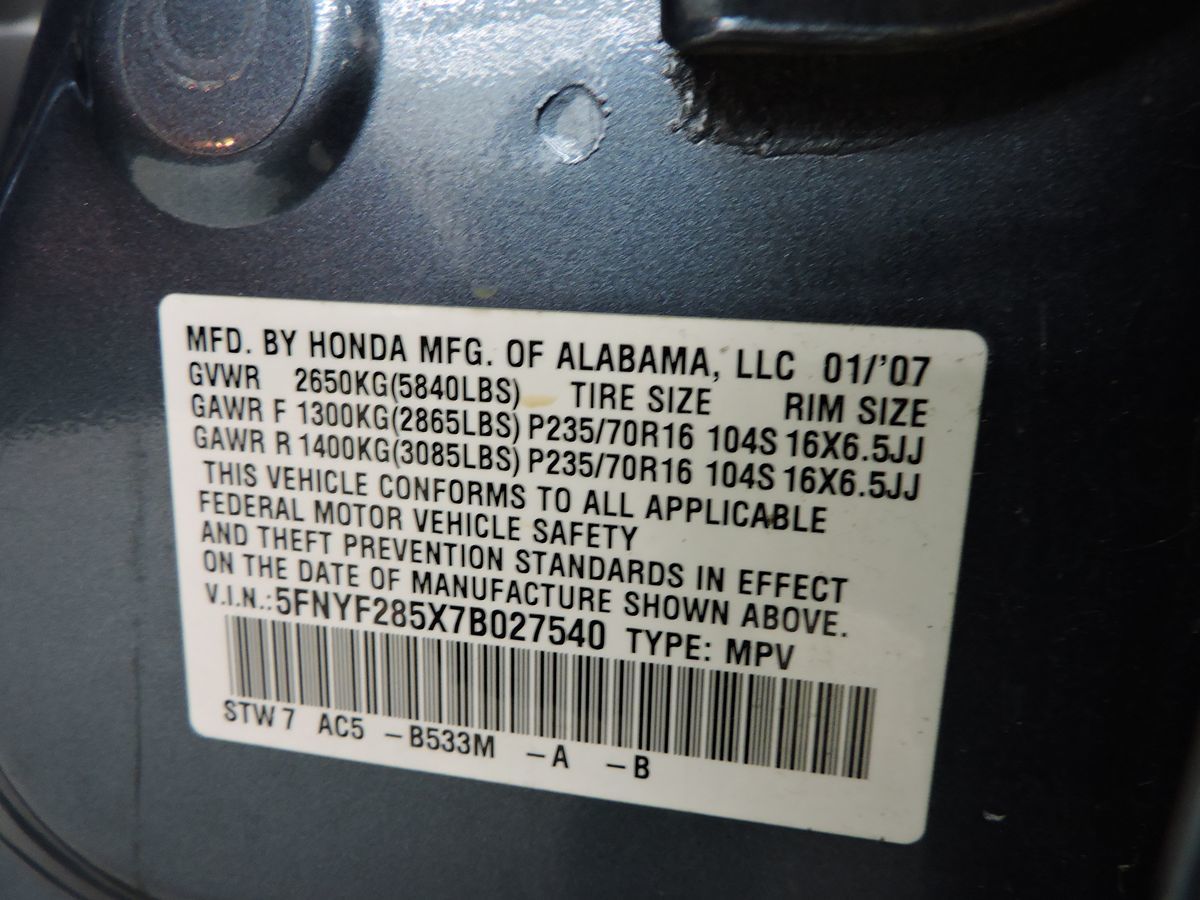 MFD. BY HONDA MFG. OF ALABAMA, LLC 01/'07
GVWR 2650KG(5840LBS) TIRE SIZE RIM SIZE
GAWR F 1300KG(2865LBS) P235/70R16 104S 16X6.5JJ
GAWR R 1400KG(3085LBS) P235/70R16 104S 16X6.5JJ
THIS VEHICLE CONFORMS TO ALL APPLICABLE
FEDERAL MOTOR VEHICLE SAFETY
AND THEFT PREVENTION STANDARDS IN EFFECT
ON THE DATE OF MANUFACTURE SHOWN ABOVE.
V.I.N.:5FNYF285X7B027540 TYPE: MPV
STW7 AC5 -B533M -A -B